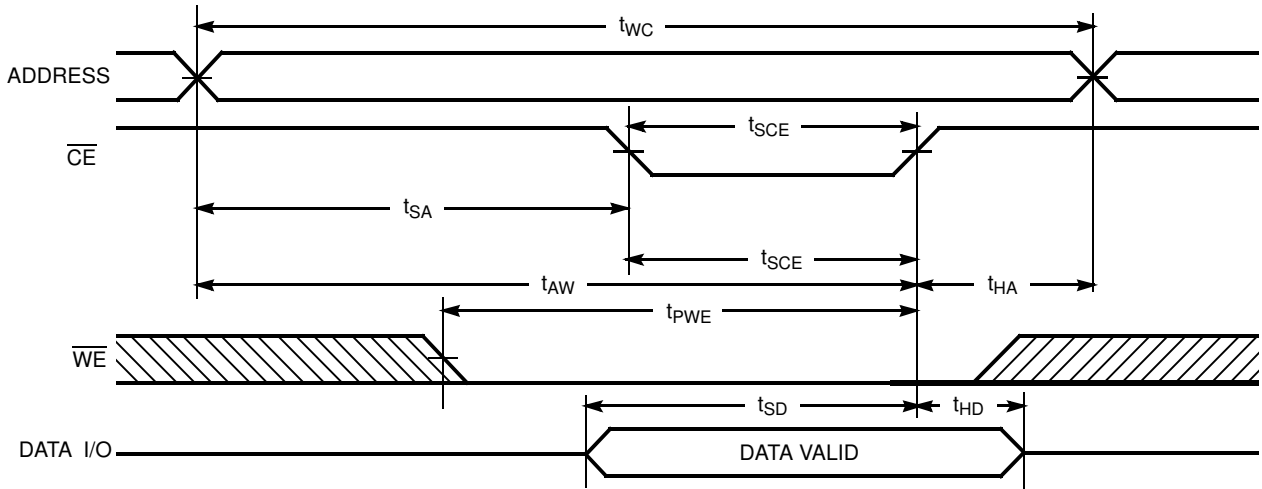 tWC
ADDRESS
tSCE
CE
tSA
tSCE
tAW
tHA
tPWE
WE
tSD
tHD
DATA I/O
DATA VALID